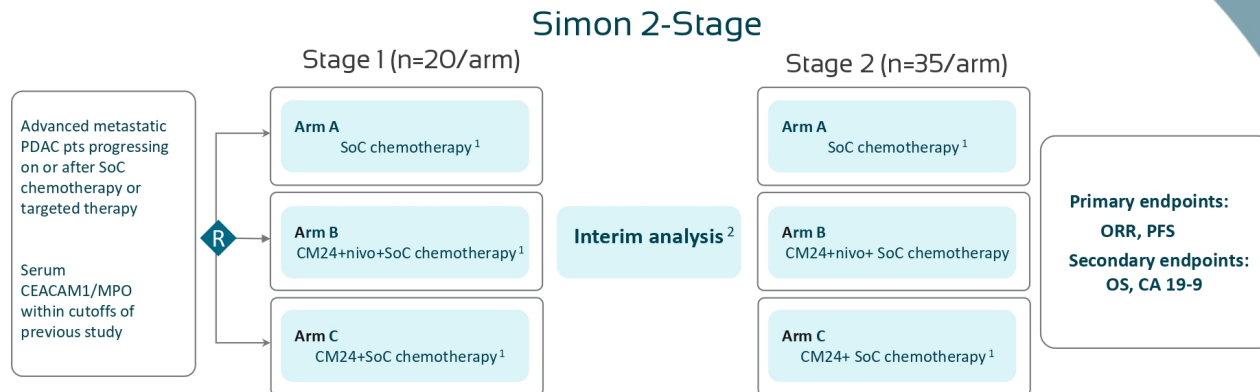 Simon 2-Stage
Stage 1 (n=20/arm)
Stage 2 (n=35/arm)
Advanced metastatic
PDAC pts progressing
on or after SoC
chemotherapy or
targeted therapy
Serum
CEACAM1/MPO
within cutoffs of
previous study
R
Arm A
SoC chemotherapy 1
Arm B
CM24+nivo+SoC chemotherapy 1
Arm C
CM24+SoC chemotherapy 1
Interim analysis 2
Arm A
SoC chemotherapy 1
Arm B
CM24+nivo+ SoC chemotherapy
Arm C
CM24+ SoC chemotherapy 1
Primary endpoints:
ORR, PFS
Secondary endpoints:
OS, CA 19-9